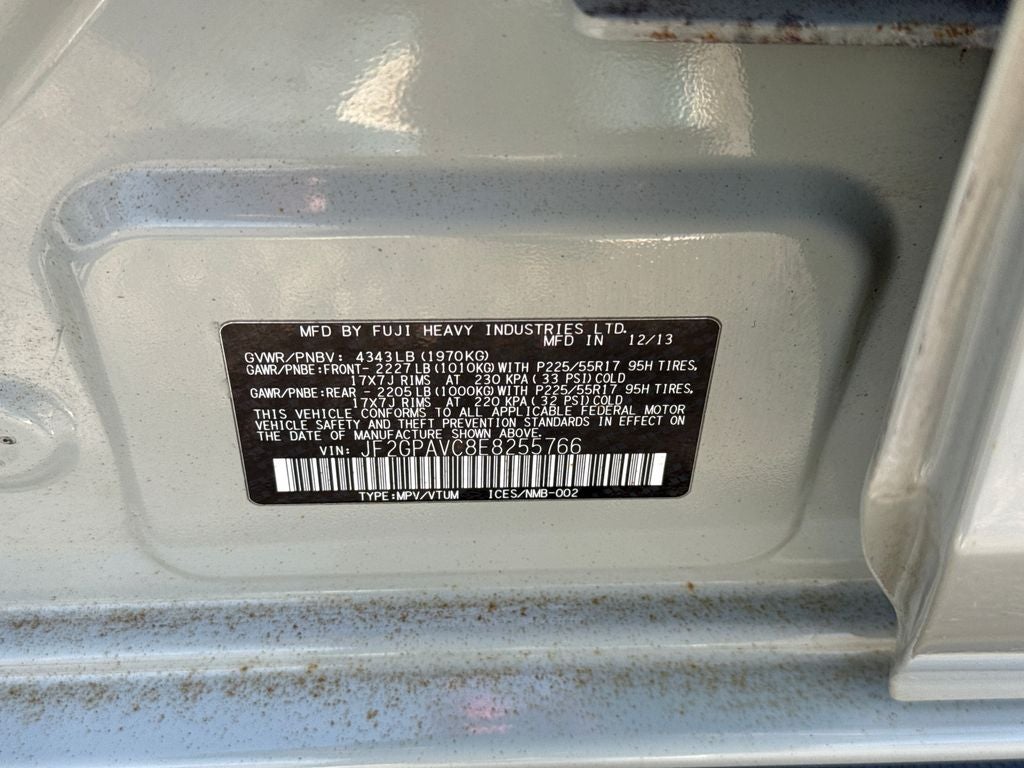 MFD BY FUJI HEAVY INDUSTRIES LTD.
MFD IN 12/13
GVWR/PNBV: 4343LB (1970KG)
GAWR/PNBE:FRONT- 2227LB(1010KG) WITH P225/55R17 95H TIRES,
17X7J RIMS AT 230 KPA (33 PSI) COLD
GAWR/PNBE:REAR - 2205LB(1000KG) WITH P225/55R17 95H TIRES,
17X7J RIMS AT 220 KPA (32 PSI) COLD
THIS VEHICLE CONFORMS TO ALL APPLICABLE FEDERAL MOTOR
VEHICLE SAFETY AND THEFT PREVENTION STANDARDS IN EFFECT ON
THE DATE OF MANUFACTURE SHOWN ABOVE.
VIN: JF2GPAVC8E8255766
TYPE:MPV/VTUM ICES/NMB-002